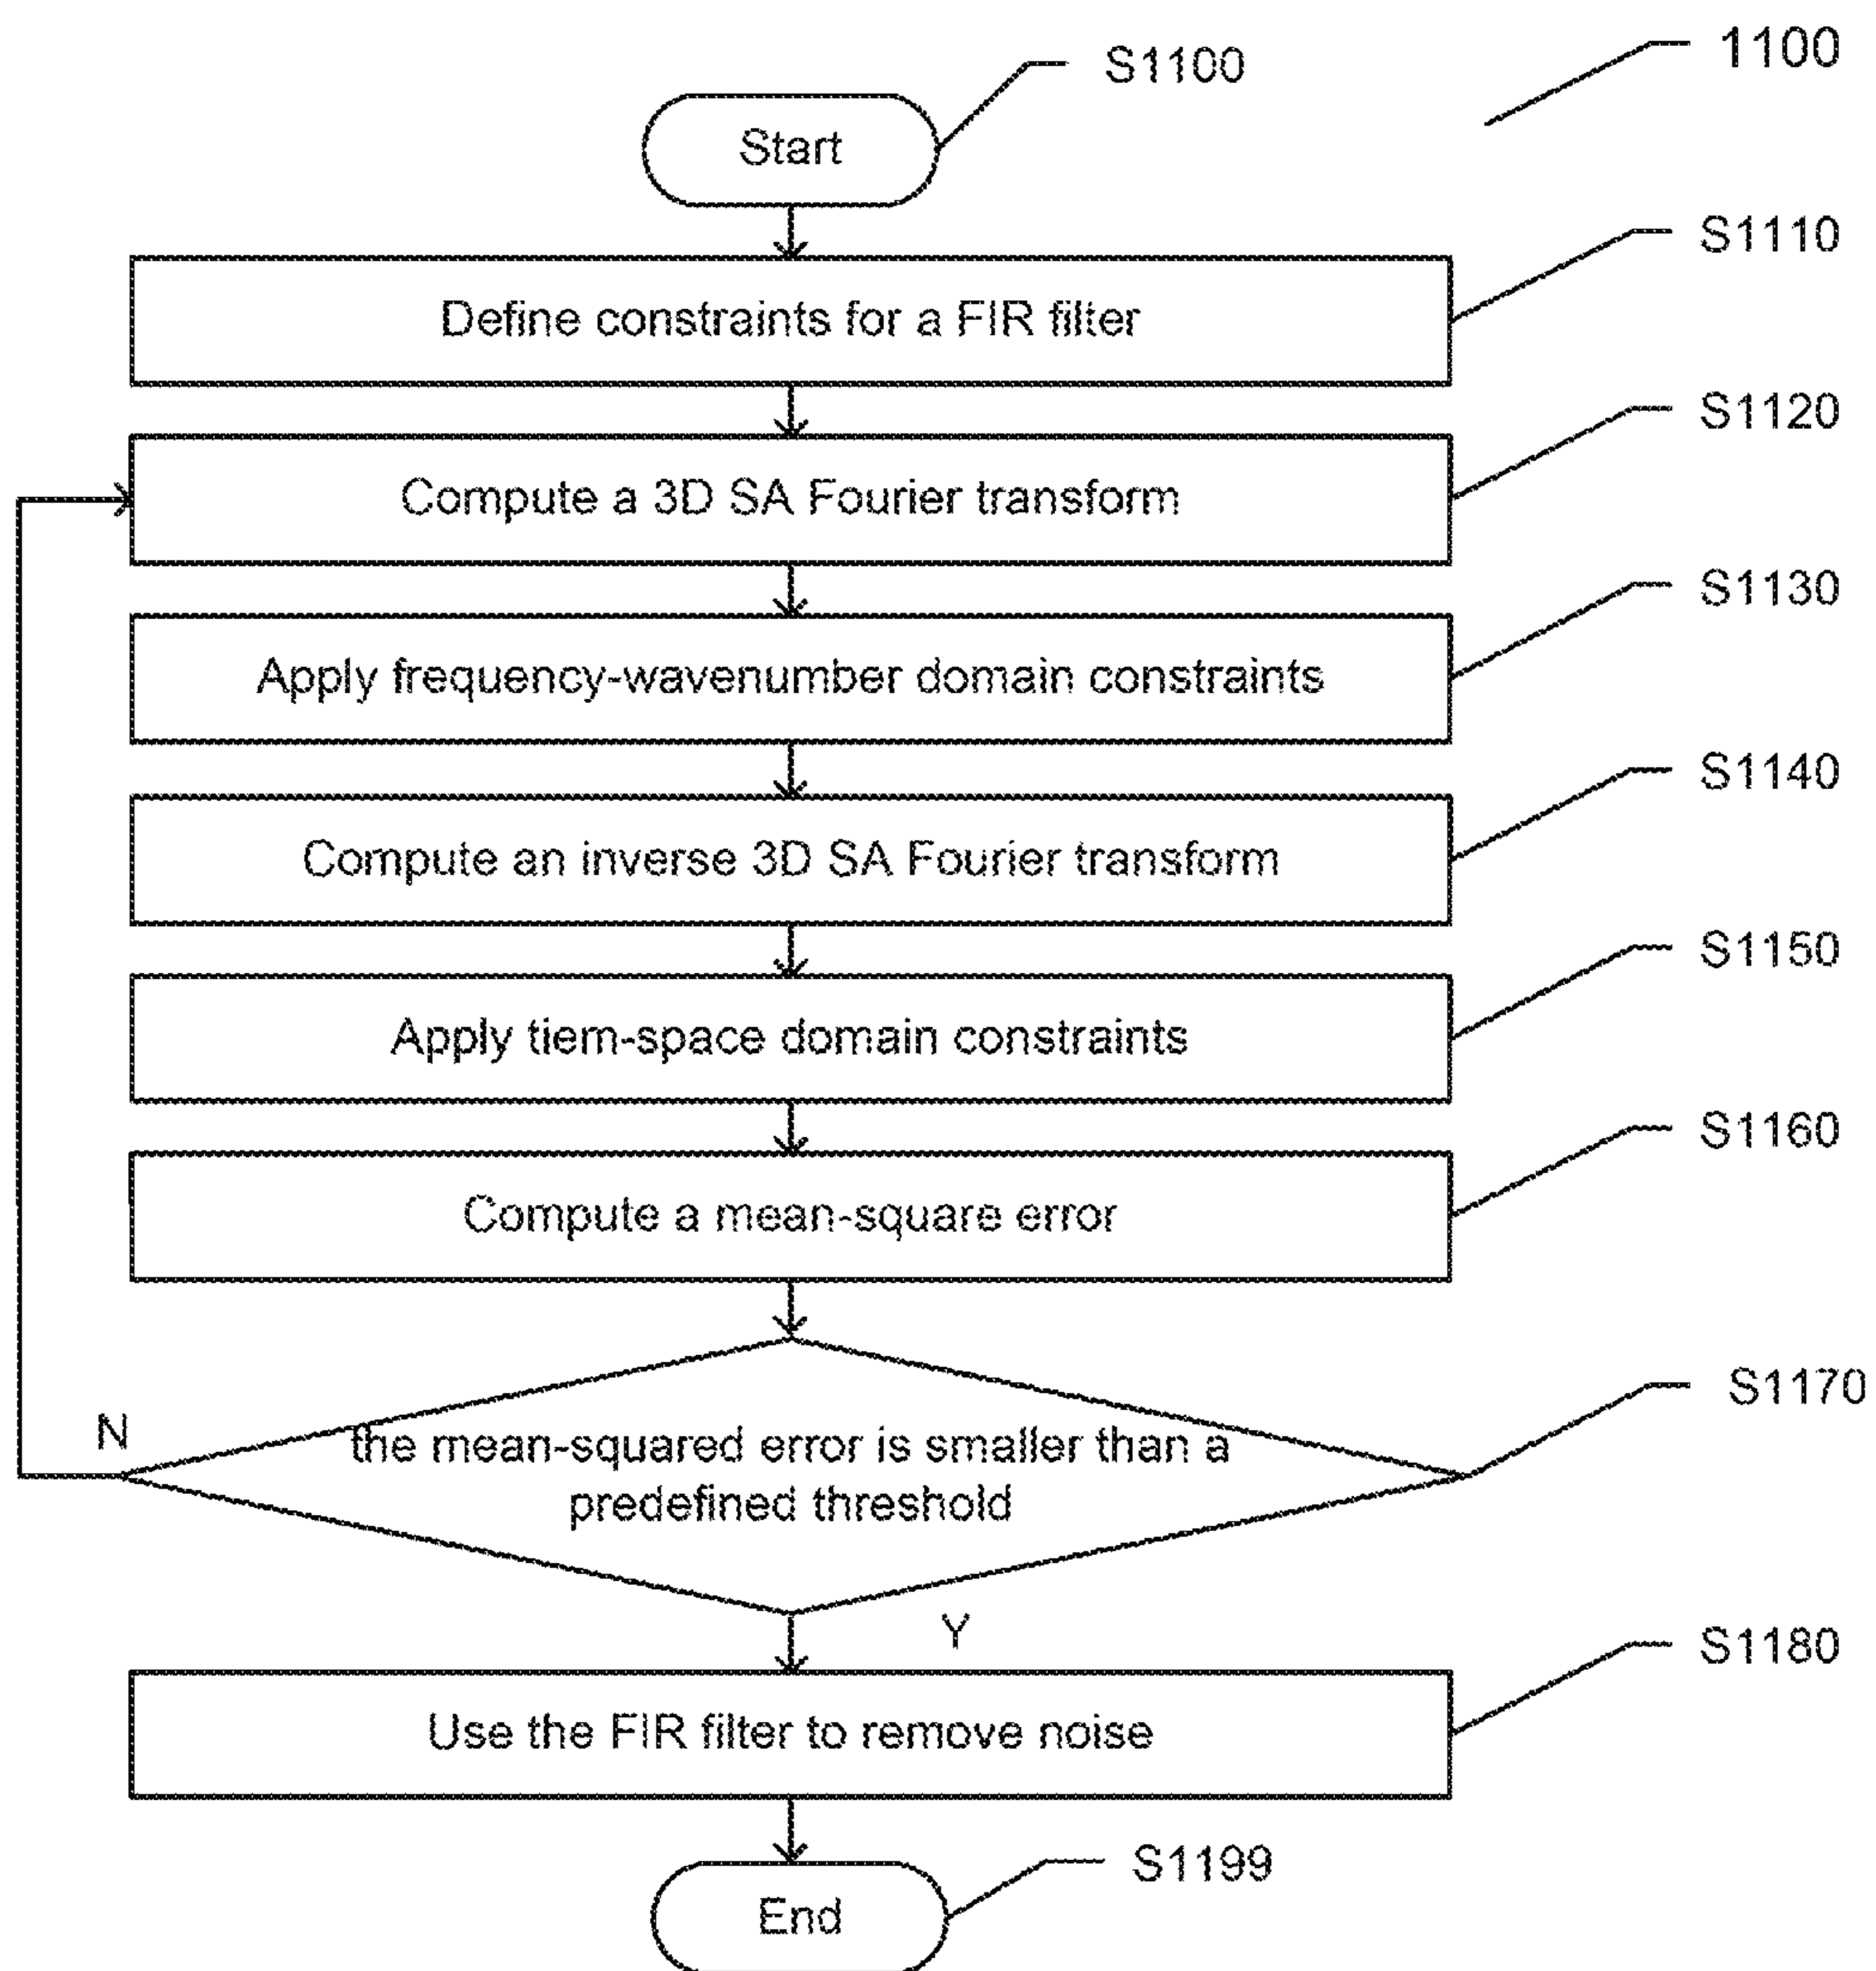 1100
S1100
Start
S1110
Define constraints for a FIR filter
S1120
Compute a 3D SA Fourier transform
S1130
Apply frequency-wavenumber domain constraints
S1140
Compute an inverse 3D SA Fourier transform
S1150
Apply tiem-space domain constraints
S1160
Compute a mean-square error
S1170
N
the mean-squared error is smaller than a
predefined threshold
Y
S1180
Use the FIR filter to remove noise
S1199
End